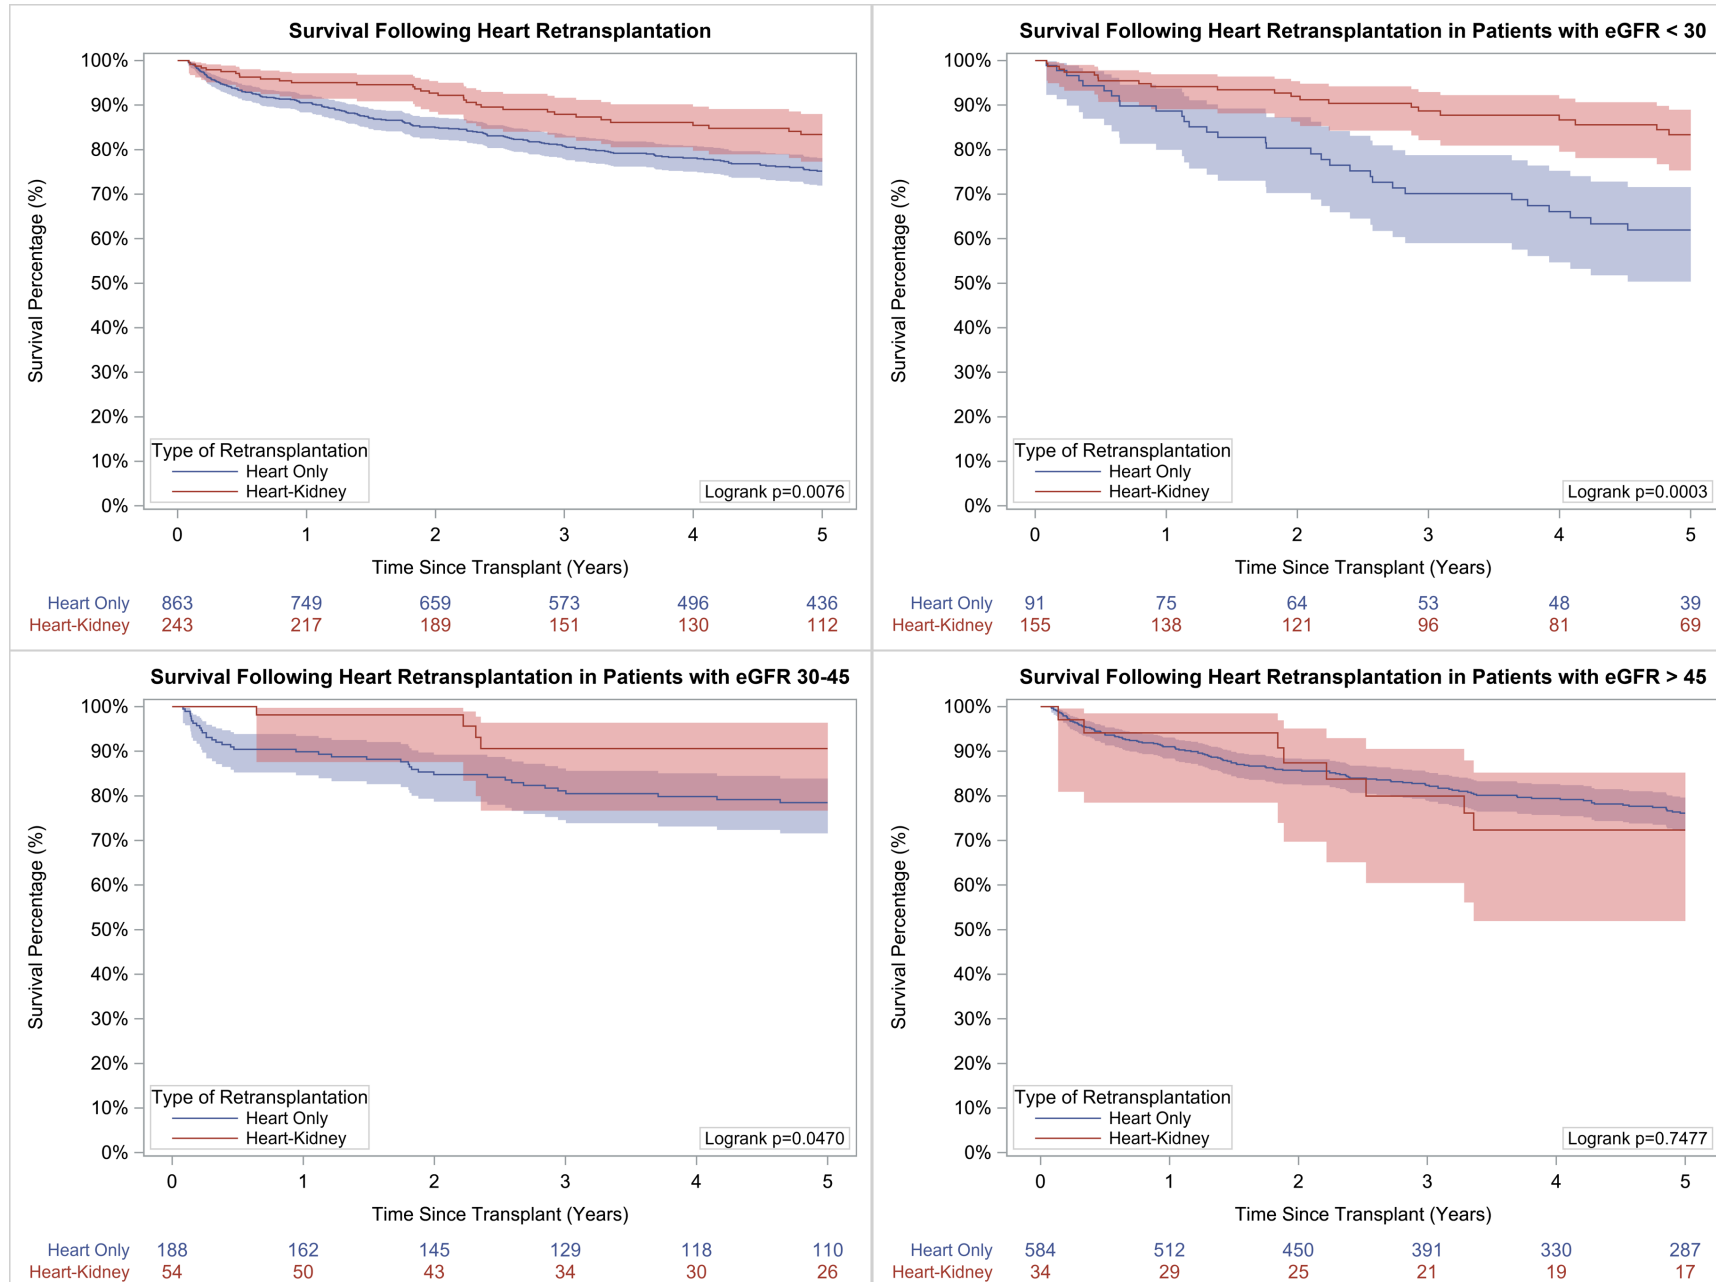 Survival Following Heart Retransplantation
100%
90%
80%
70%
60%
50%
40%
30%
20%
10%
0%
Survival Percentage (%)
Type of Retransplantation
Heart Only
Heart-Kidney
Logrank p=0.0076
0 1 2 3 4 5
Time Since Transplant (Years)
Heart Only 863 749 659 573 496 436
Heart-Kidney 243 217 189 151 130 112
Survival Following Heart Retransplantation in Patients with eGFR < 30
100%
90%
80%
70%
60%
50%
40%
30%
20%
10%
0%
Survival Percentage (%)
Type of Retransplantation
Heart Only
Heart-Kidney
Logrank p=0.0003
0 1 2 3 4 5
Time Since Transplant (Years)
Heart Only 91 75 64 53 48 39
Heart-Kidney 155 138 121 96 81 69
Survival Following Heart Retransplantation in Patients with eGFR 30-45
100%
90%
80%
70%
60%
50%
40%
30%
20%
10%
0%
Survival Percentage (%)
Type of Retransplantation
Heart Only
Heart-Kidney
Logrank p=0.0470
0 1 2 3 4 5
Time Since Transplant (Years)
Heart Only 188 162 145 129 118 110
Heart-Kidney 54 50 43 34 30 26
Survival Following Heart Retransplantation in Patients with eGFR > 45
100%
90%
80%
70%
60%
50%
40%
30%
20%
10%
0%
Survival Percentage (%)
Type of Retransplantation
Heart Only
Heart-Kidney
Logrank p=0.7477
0 1 2 3 4 5
Time Since Transplant (Years)
Heart Only 584 512 450 391 330 287
Heart-Kidney 34 29 25 21 19 17